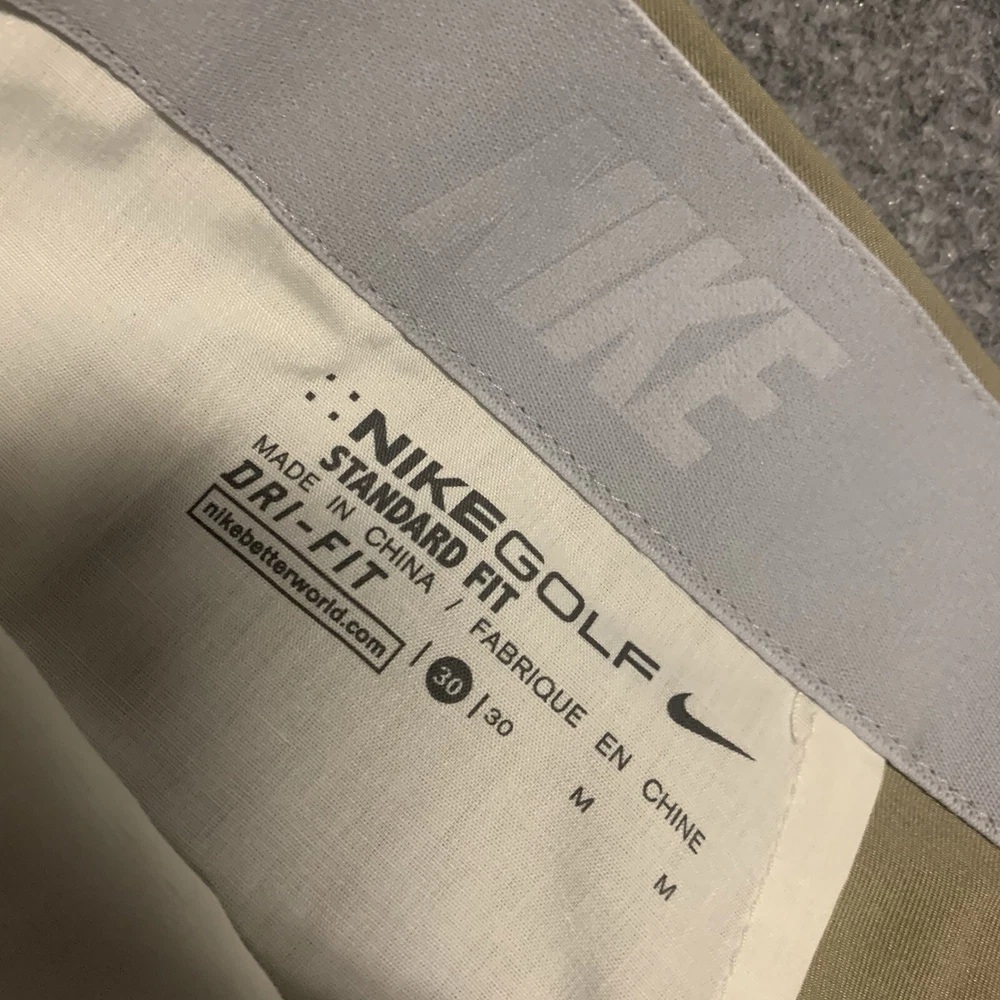 NIKE
NIKEGOLF
STANDARD FIT
MADE IN CHINA / FABRIQUE EN CHINE
DRI-FIT
nikebetterworld.com
| 30 | 30
M
M